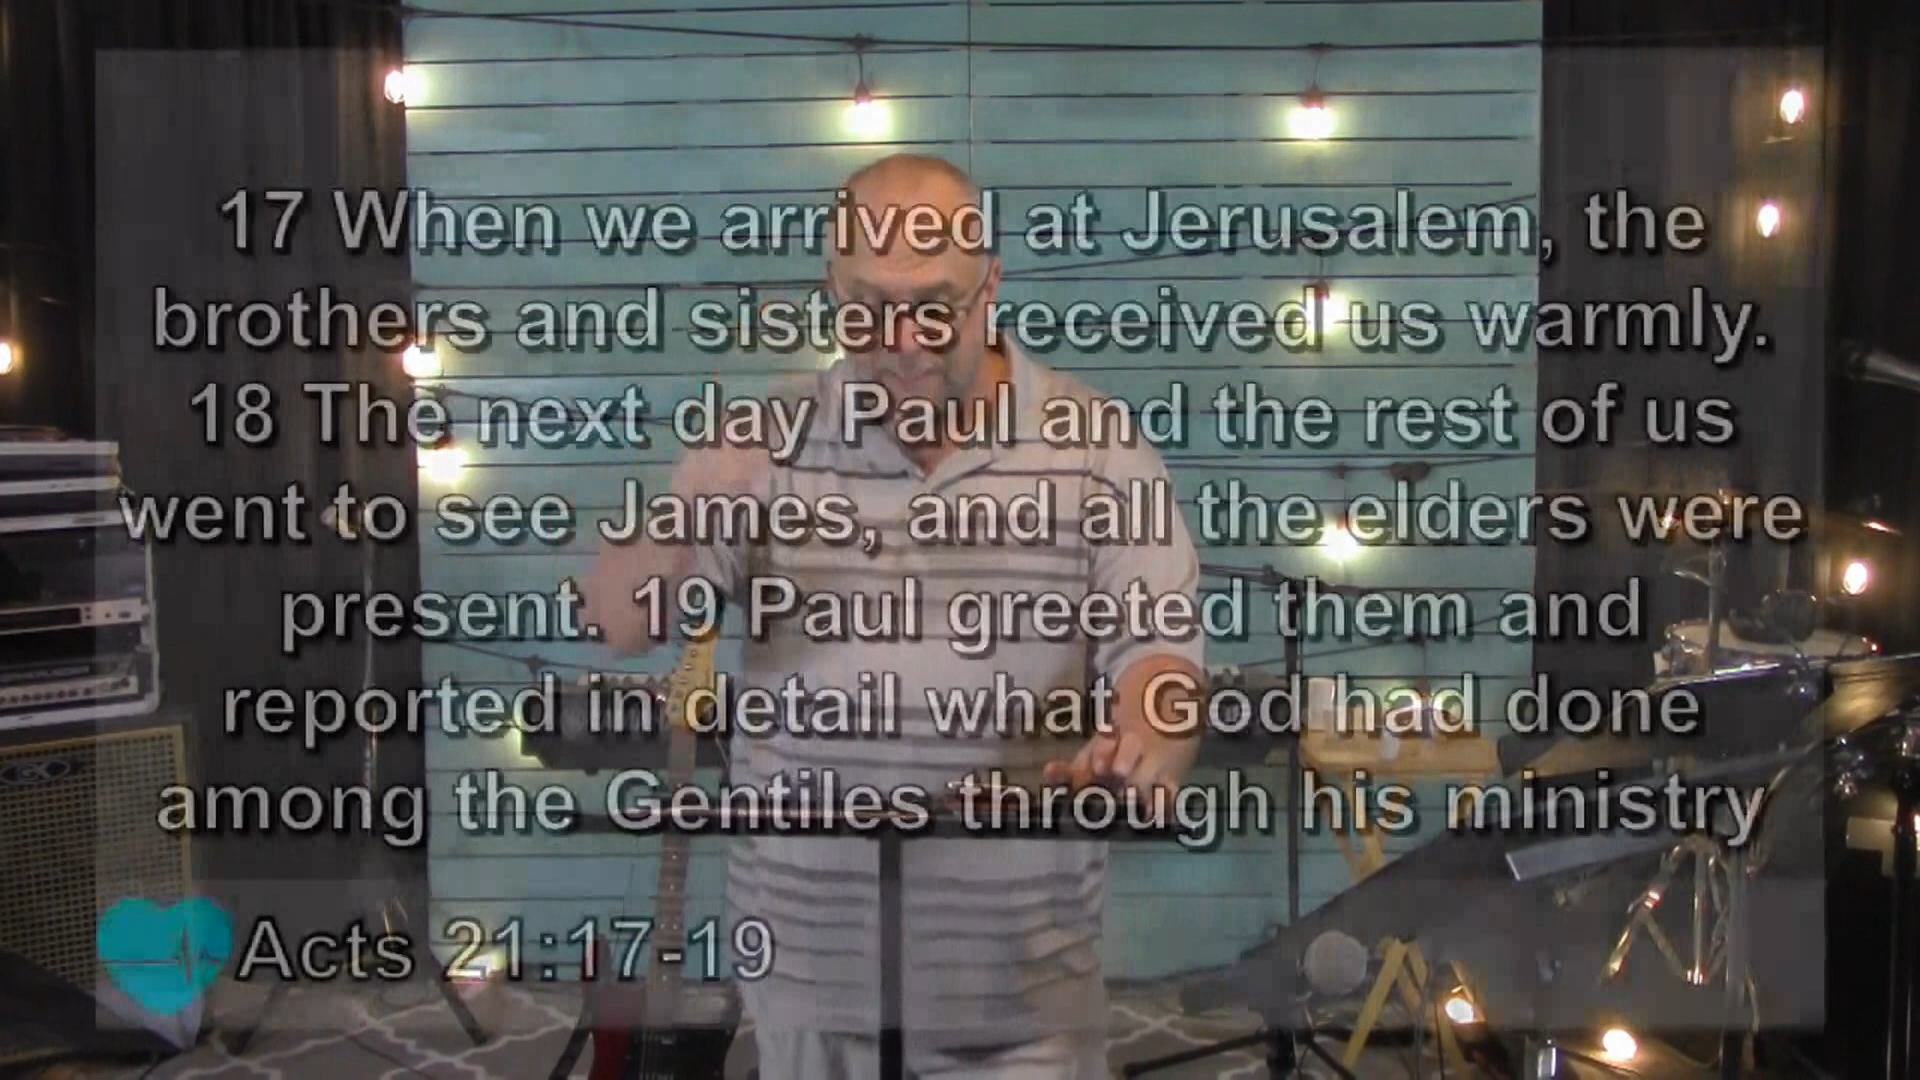 17 When we arrived at Jerusalem, the
brothers and sisters received us warmly.
18 The next day Paul and the rest of us
went to see James, and all the elders were
present. 19 Paul greeted them and
reported in detail what God had done
among the Gentiles through his ministry
Acts 21:17-19